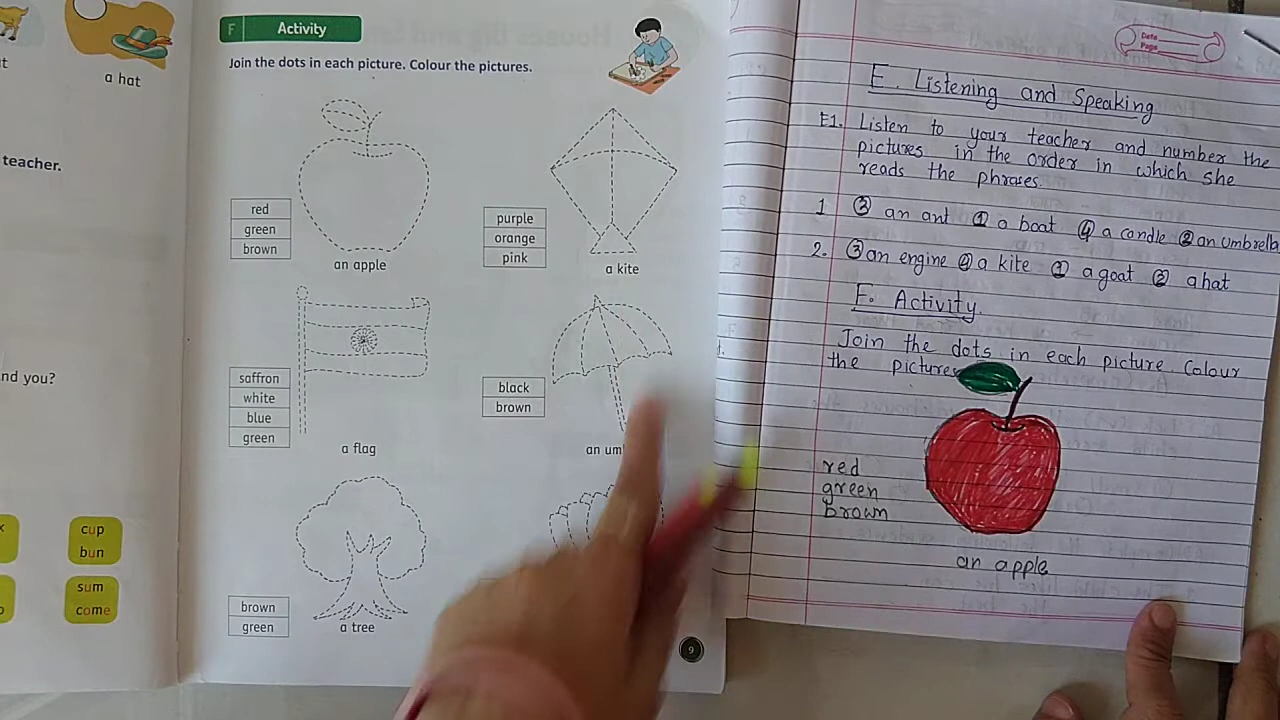 a hat
teacher.
nd you?
cup
bun
sum
come
F Activity
Join the dots in each picture. Colour the pictures.
red
green
brown
an apple
purple
orange
pink
a kite
saffron
white
blue
green
a flag
black
brown
an um
brown
green
a tree
9
Date
Page
E. Listening and Speaking
E1. Listen to your teacher and number the
pictures in the order in which she
reads the phrases.
1 ③ an ant ① a boat ④ a candle ② an umbrella
2. ③ an engine ④ a kite ① a goat ② a hat
F. Activity.
Join the dots in each picture Colour
the pictures
red
green
brown
an apple